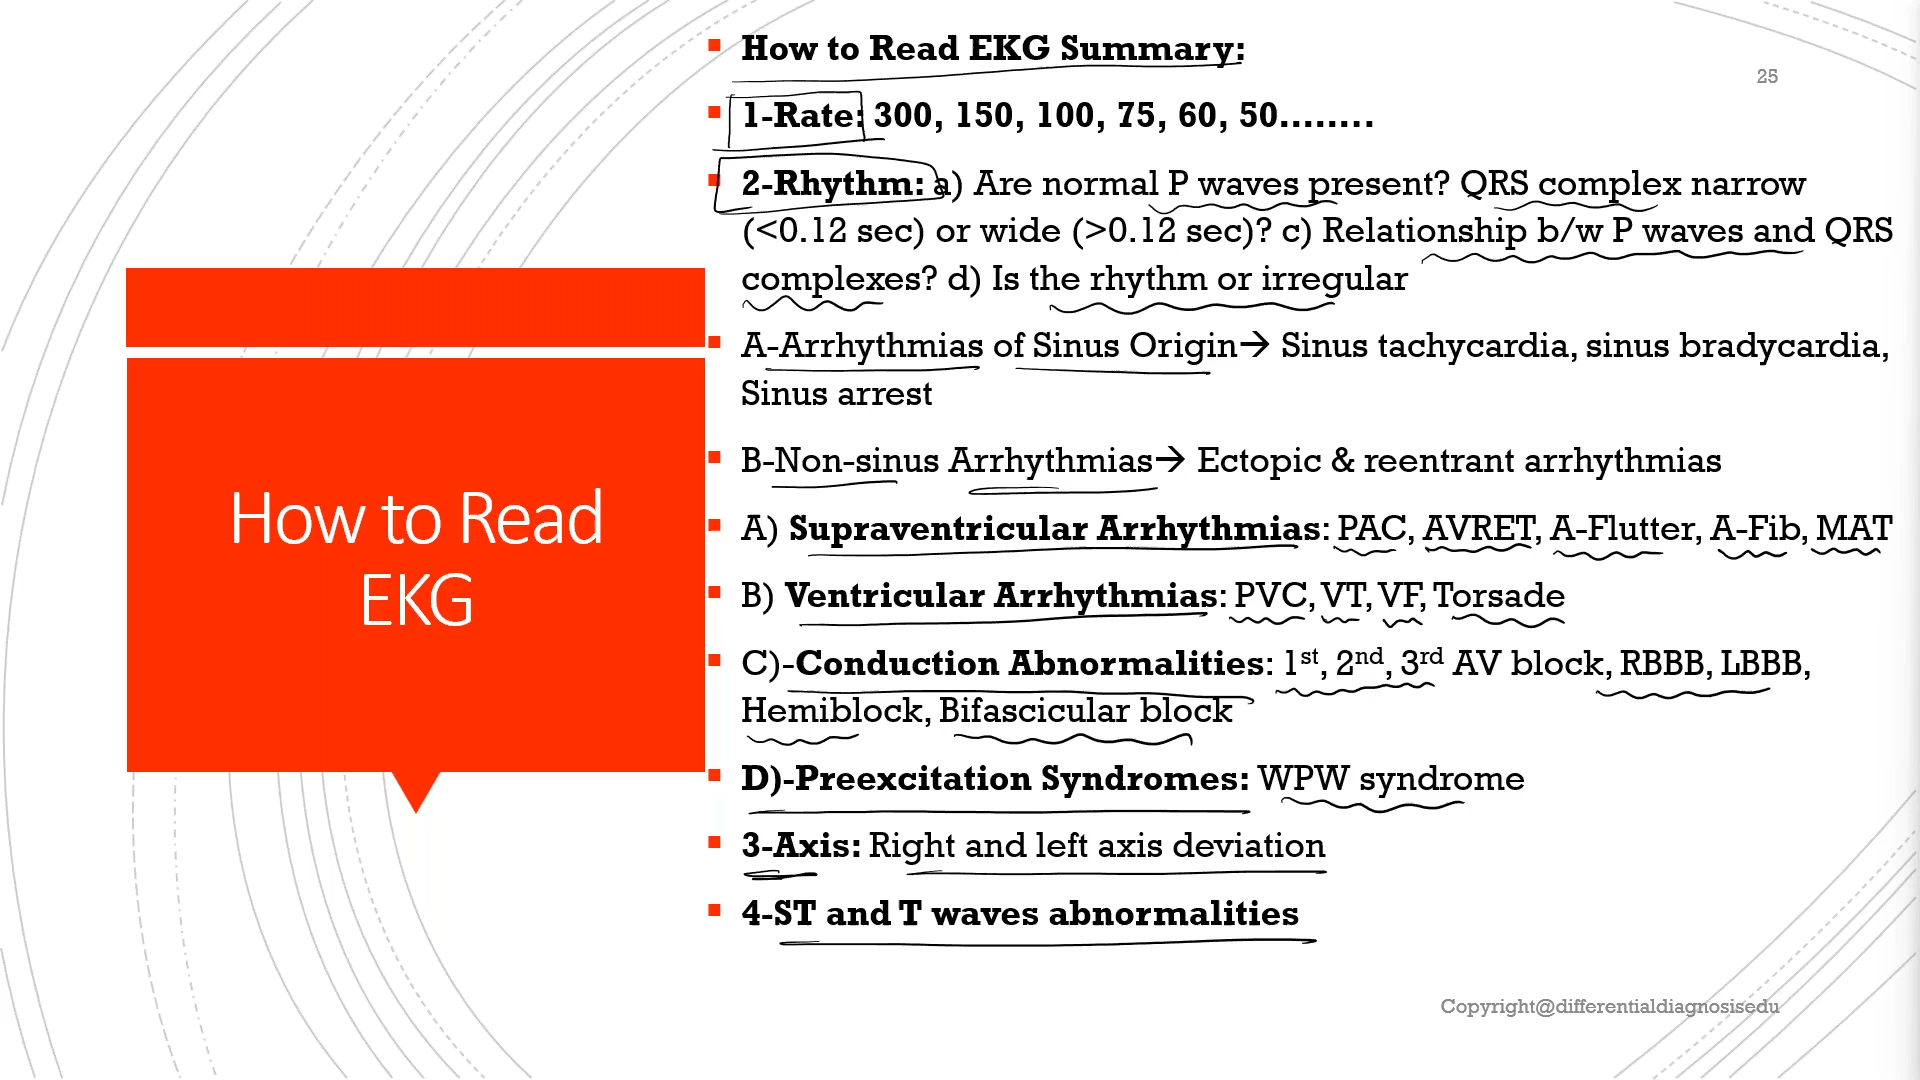 How to Read EKG Summary:
25
1-Rate: 300, 150, 100, 75, 60, 50........
2-Rhythm: a) Are normal P waves present? QRS complex narrow
(<0.12 sec) or wide (>0.12 sec)? c) Relationship b/w P waves and QRS
complexes? d) Is the rhythm or irregular
A-Arrhythmias of Sinus Origin→ Sinus tachycardia, sinus bradycardia,
Sinus arrest
B-Non-sinus Arrhythmias→ Ectopic & reentrant arrhythmias
A) Supraventricular Arrhythmias: PAC, AVRET, A-Flutter, A-Fib, MAT
B) Ventricular Arrhythmias: PVC, VT, VF, Torsade
C)-Conduction Abnormalities: 1st, 2nd, 3rd AV block, RBBB, LBBB,
Hemiblock, Bifascicular block
D)-Preexcitation Syndromes: WPW syndrome
3-Axis: Right and left axis deviation
4-ST and T waves abnormalities
How to Read
EKG
Copyright@differentialdiagnosisedu